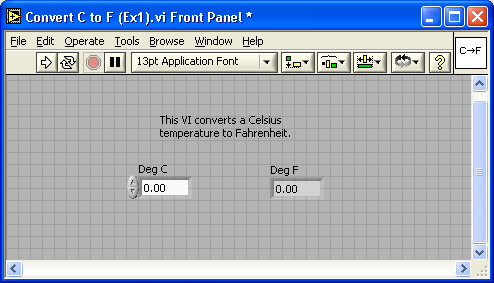 Convert C to F (Ex1).vi Front Panel *
File Edit Operate Tools Browse Window Help
13pt Application Font
?
C→F
This VI converts a Celsius
temperature to Fahrenheit.
Deg C
Deg F
0.00
0.00